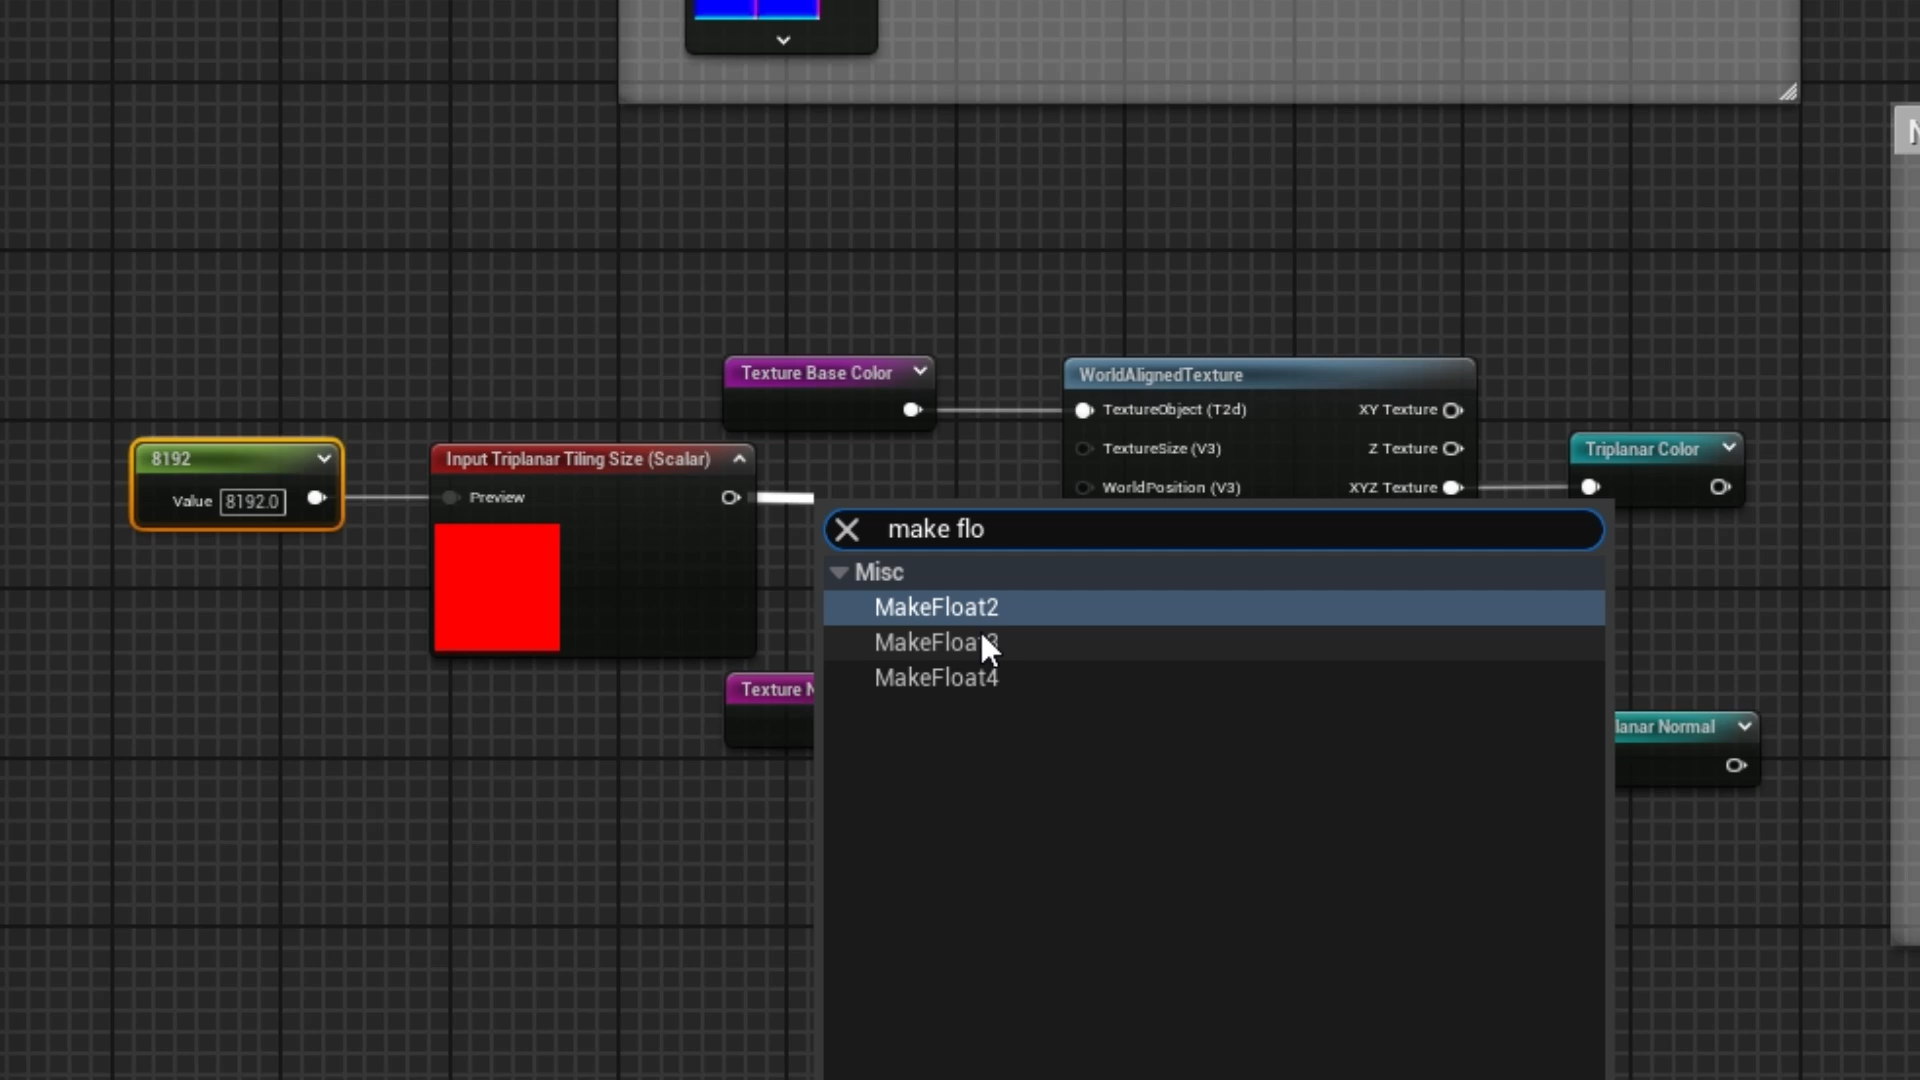 N
Texture Base Color
WorldAlignedTexture
TextureObject (T2d)
XY Texture
TextureSize (V3)
Z Texture
Triplanar Color
8192
Input Triplanar Tiling Size (Scalar)
WorldPosition (V3)
XYZ Texture
Value 8192.0
Preview
make flo
Misc
MakeFloat2
MakeFloat3
MakeFloat4
Texture N
lanar Normal